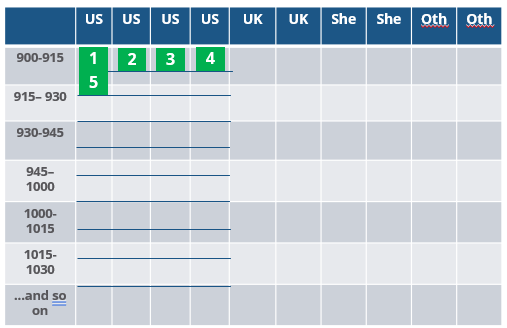 US US US US UK UK She She Oth Oth
900-915 1 2 3 4
5
915– 930
930-945
945–
1000
1000-
1015
1015-
1030
...and so
on